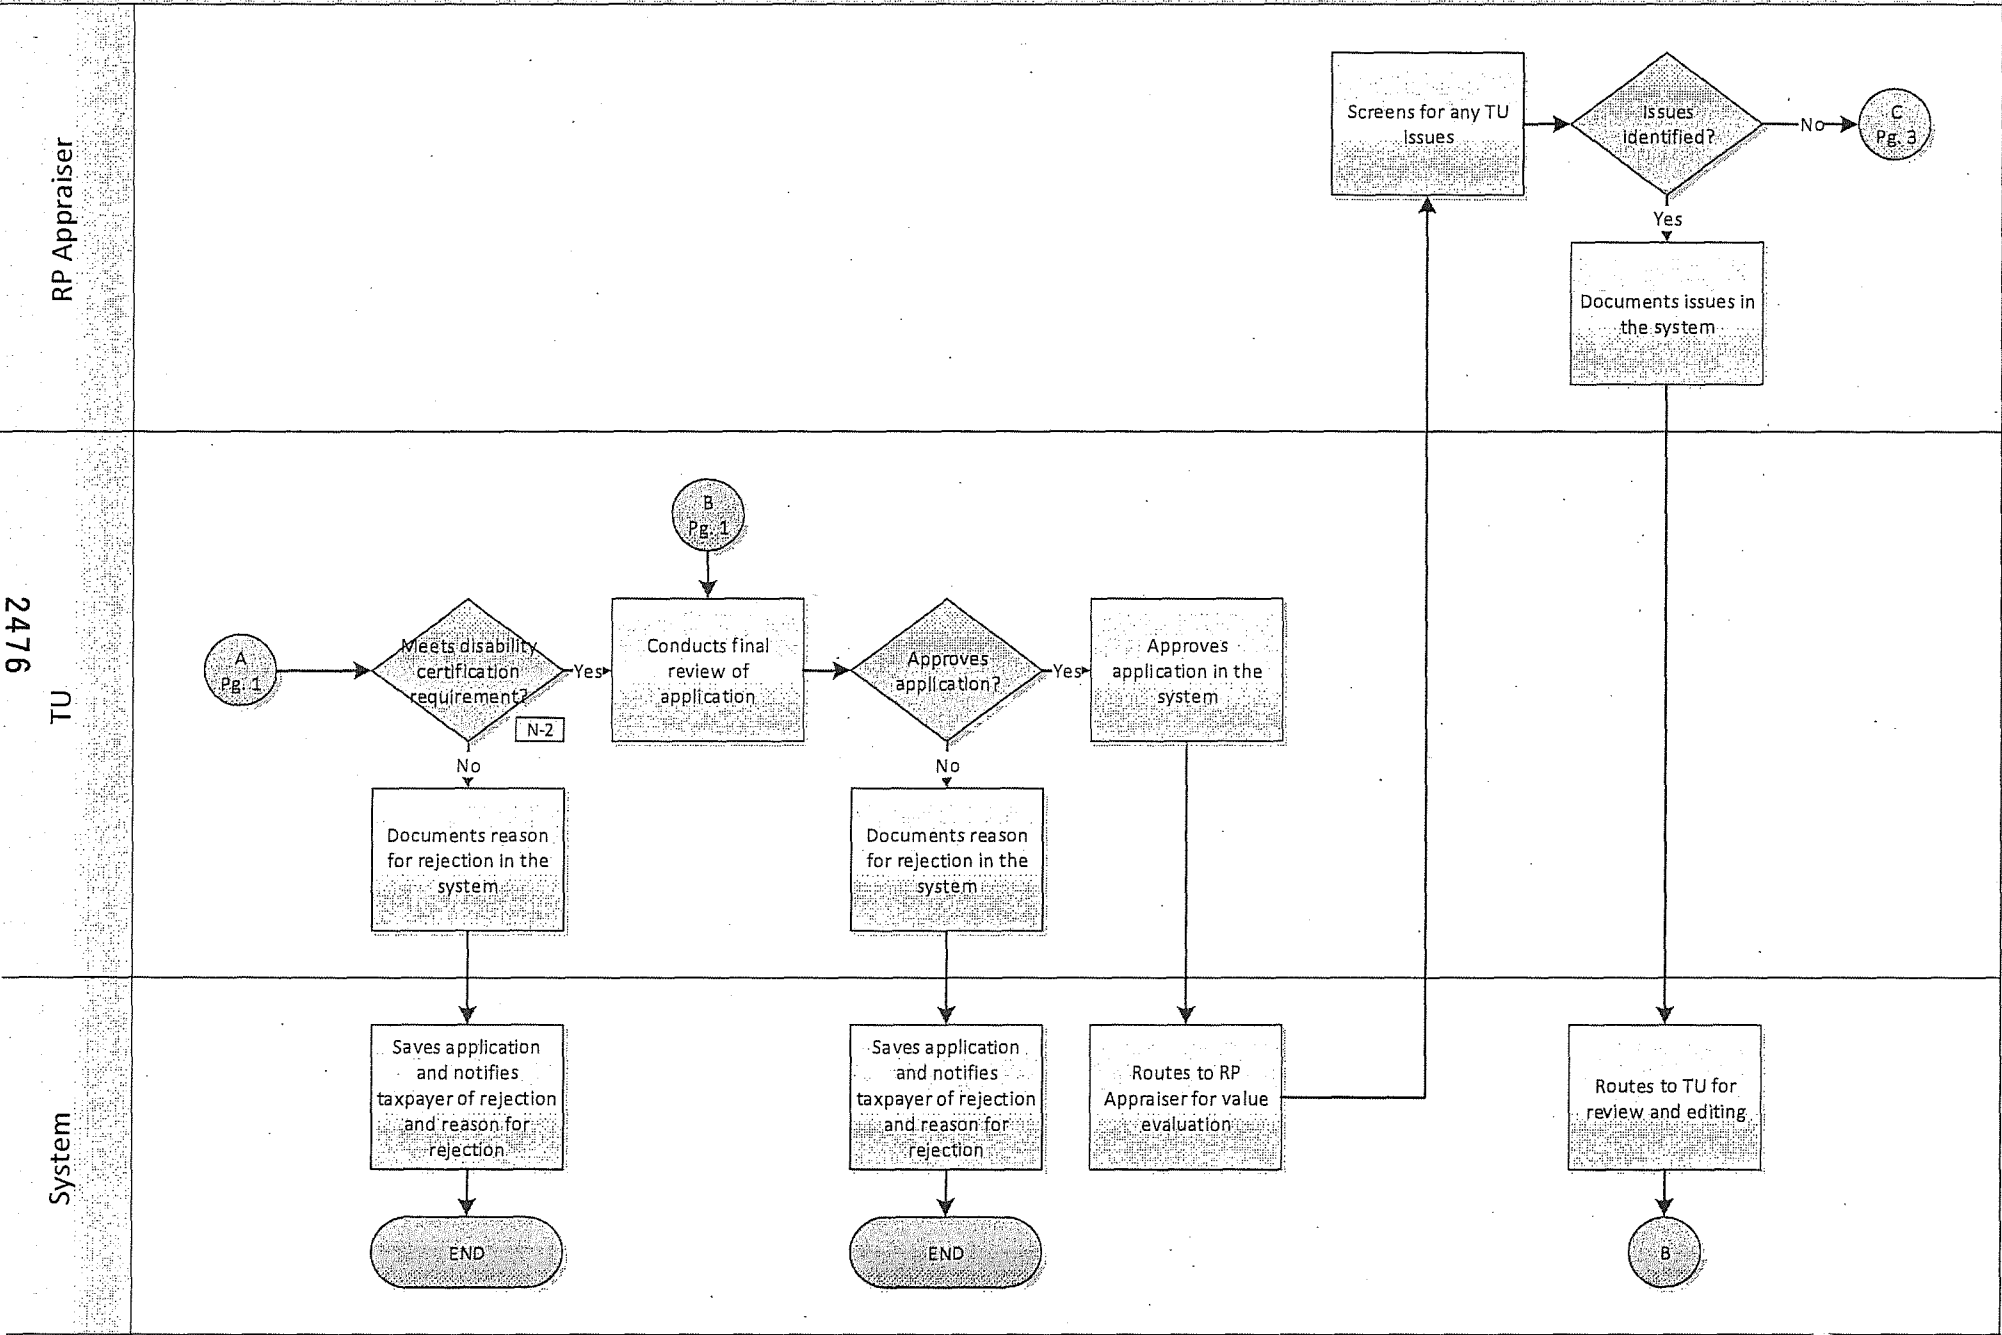 RP Appraiser
Screens for any TU
issues
Issues
identified?
No
C
Pg. 3
Yes
Documents issues in
the system
2476
TU
B
Pg. 1
A
Pg. 1
Meets disability
certification
requirement?
N-2
Yes
Conducts final
review of
application
Approves
application?
Yes
Approves
application in the
system
No
Documents reason
for rejection in the
system
No
Documents reason
for rejection in the
system
System
Saves application
and notifies
taxpayer of rejection
and reason for
rejection
Saves application
and notifies
taxpayer of rejection
and reason for
rejection
Routes to RP
Appraiser for value
evaluation
Routes to TU for
review and editing
END
END
B